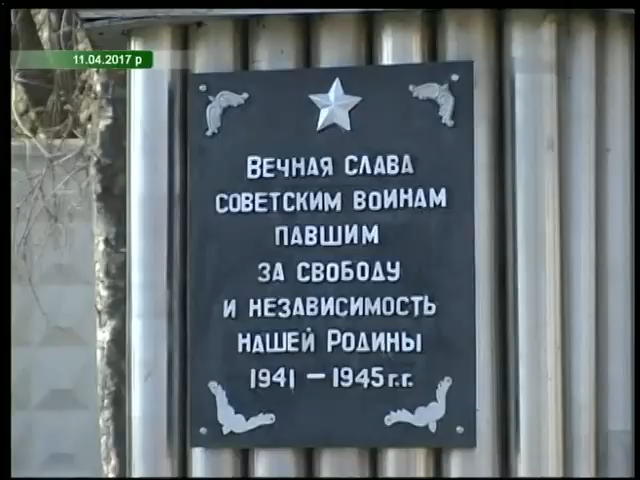 11.04.2017 р
Вечная слава
советским воинам
павшим
за свободу
и независимость
нашей Родины
1941 – 1945 г.г.